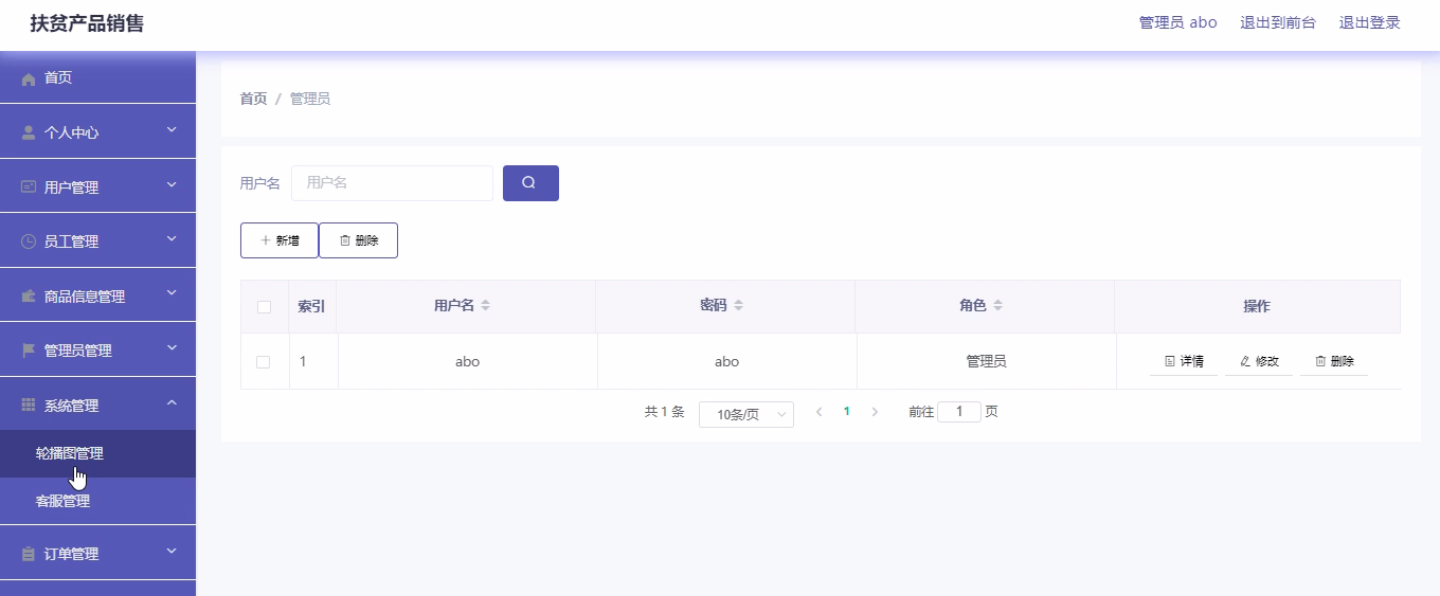 扶贫产品销售
管理员 abo 退出到前台 退出登录
首页
个人中心
用户管理
员工管理
商品信息管理
管理员管理
系统管理
轮播图管理
客服管理
订单管理
首页 / 管理员
用户名 用户名
新增 删除
索引 用户名 密码 角色 操作
1 abo abo 管理员 详情 修改 删除
共 1 条 10条/页 1 前往 1 页